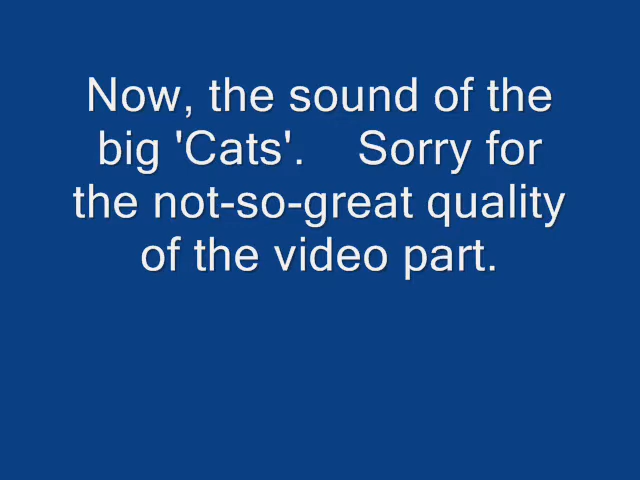 Now, the sound of the
big 'Cats'.    Sorry for
the not-so-great quality
of the video part.